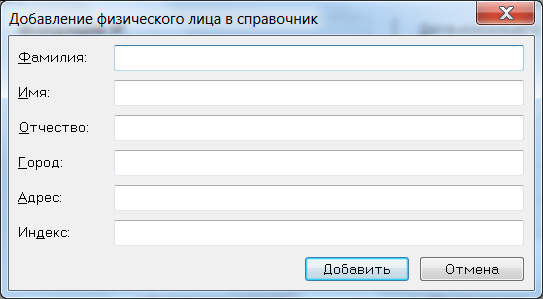 Добавление физического лица в справочник
Фамилия:
Имя:
Отчество:
Город:
Адрес:
Индекс:
Добавить Отмена